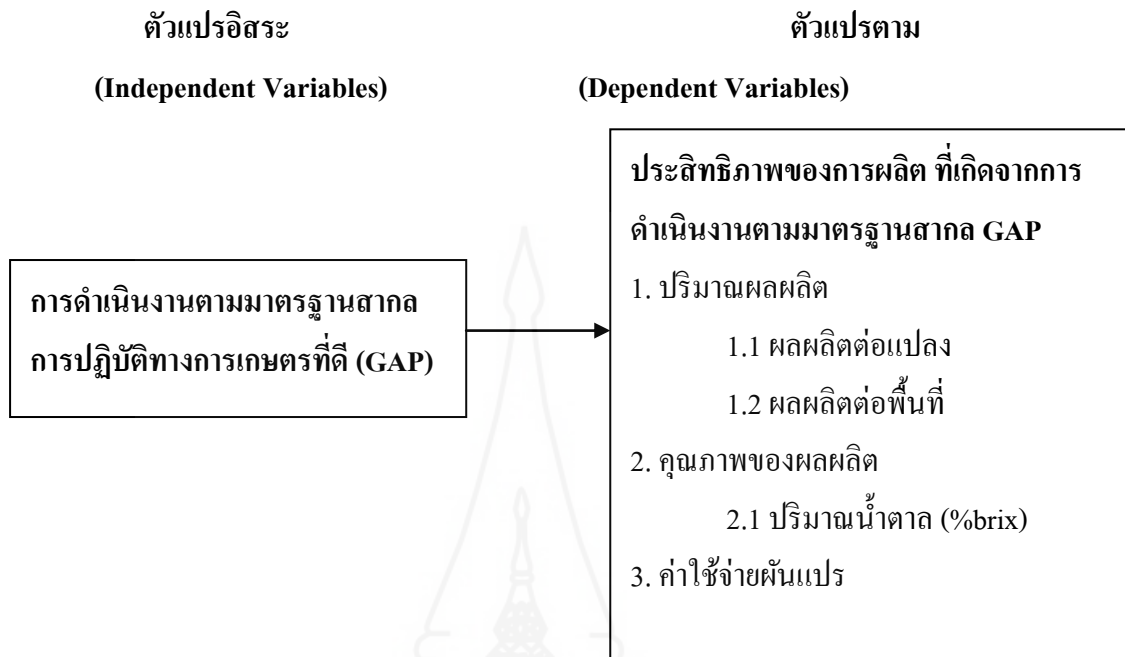 ตัวแปรอิสระ
(Independent Variables)
ตัวแปรตาม
(Dependent Variables)
การดำเนินงานตามมาตรฐานสากล
การปฏิบัติทางการเกษตรที่ดี (GAP)
ประสิทธิภาพของการผลิต ที่เกิดจากการ
ดำเนินงานตามมาตรฐานสากล GAP
1. ปริมาณผลผลิต
1.1 ผลผลิตต่อแปลง
1.2 ผลผลิตต่อพื้นที่
2. คุณภาพของผลผลิต
2.1 ปริมาณน้ำตาล (%brix)
3. ค่าใช้จ่ายผันแปร